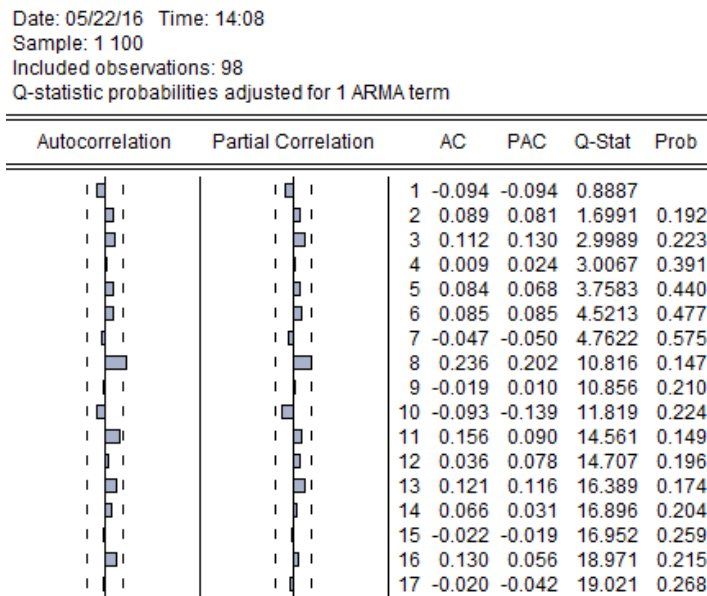 Date: 05/22/16 Time: 14:08
Sample: 1 100
Included observations: 98
Q-statistic probabilities adjusted for 1 ARMA term
Autocorrelation Partial Correlation AC PAC Q-Stat Prob
1 -0.094 -0.094 0.8887
2 0.089 0.081 1.6991 0.192
3 0.112 0.130 2.9989 0.223
4 0.009 0.024 3.0067 0.391
5 0.084 0.068 3.7583 0.440
6 0.085 0.085 4.5213 0.477
7 -0.047 -0.050 4.7622 0.575
8 0.236 0.202 10.816 0.147
9 -0.019 0.010 10.856 0.210
10 -0.093 -0.139 11.819 0.224
11 0.156 0.090 14.561 0.149
12 0.036 0.078 14.707 0.196
13 0.121 0.116 16.389 0.174
14 0.066 0.031 16.896 0.204
15 -0.022 -0.019 16.952 0.259
16 0.130 0.056 18.971 0.215
17 -0.020 -0.042 19.021 0.268